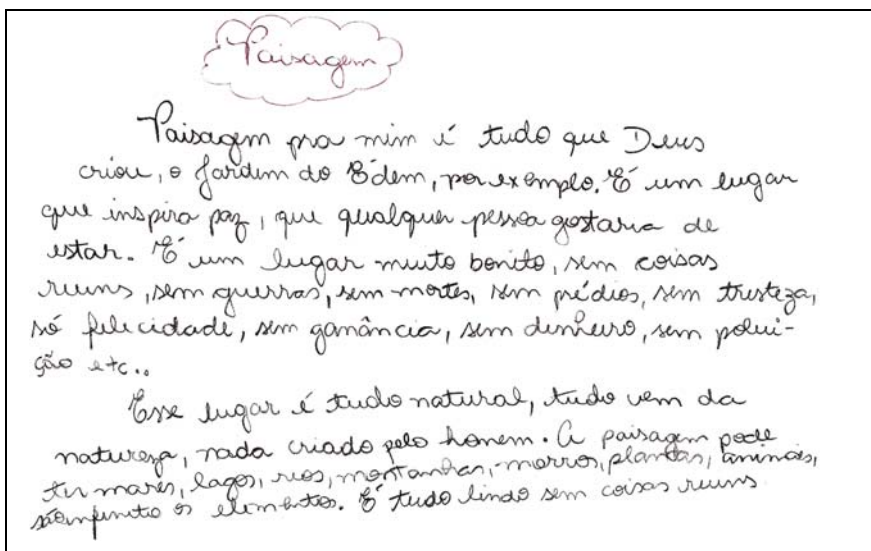 Paisagem
Paisagem pra mim é tudo que Deus
criou, o Jardim do Édem, por exemplo. É um lugar
que inspira paz, que qualquer pessoa gostaria de
estar. É um lugar muito bonito, sem coisas
ruins, sem guerras, sem mortes, sem prédios, sem tristeza,
só felicidade, sem ganância, sem dinheiro, sem polui-
ção etc..
Esse lugar é tudo natural, tudo vem da
natureza, nada criado pelo homem. A paisagem pode
ter mares, lagos, rios, montanhas, morros, plantas, animais,
são infinito os elementos. É tudo lindo sem coisas ruins